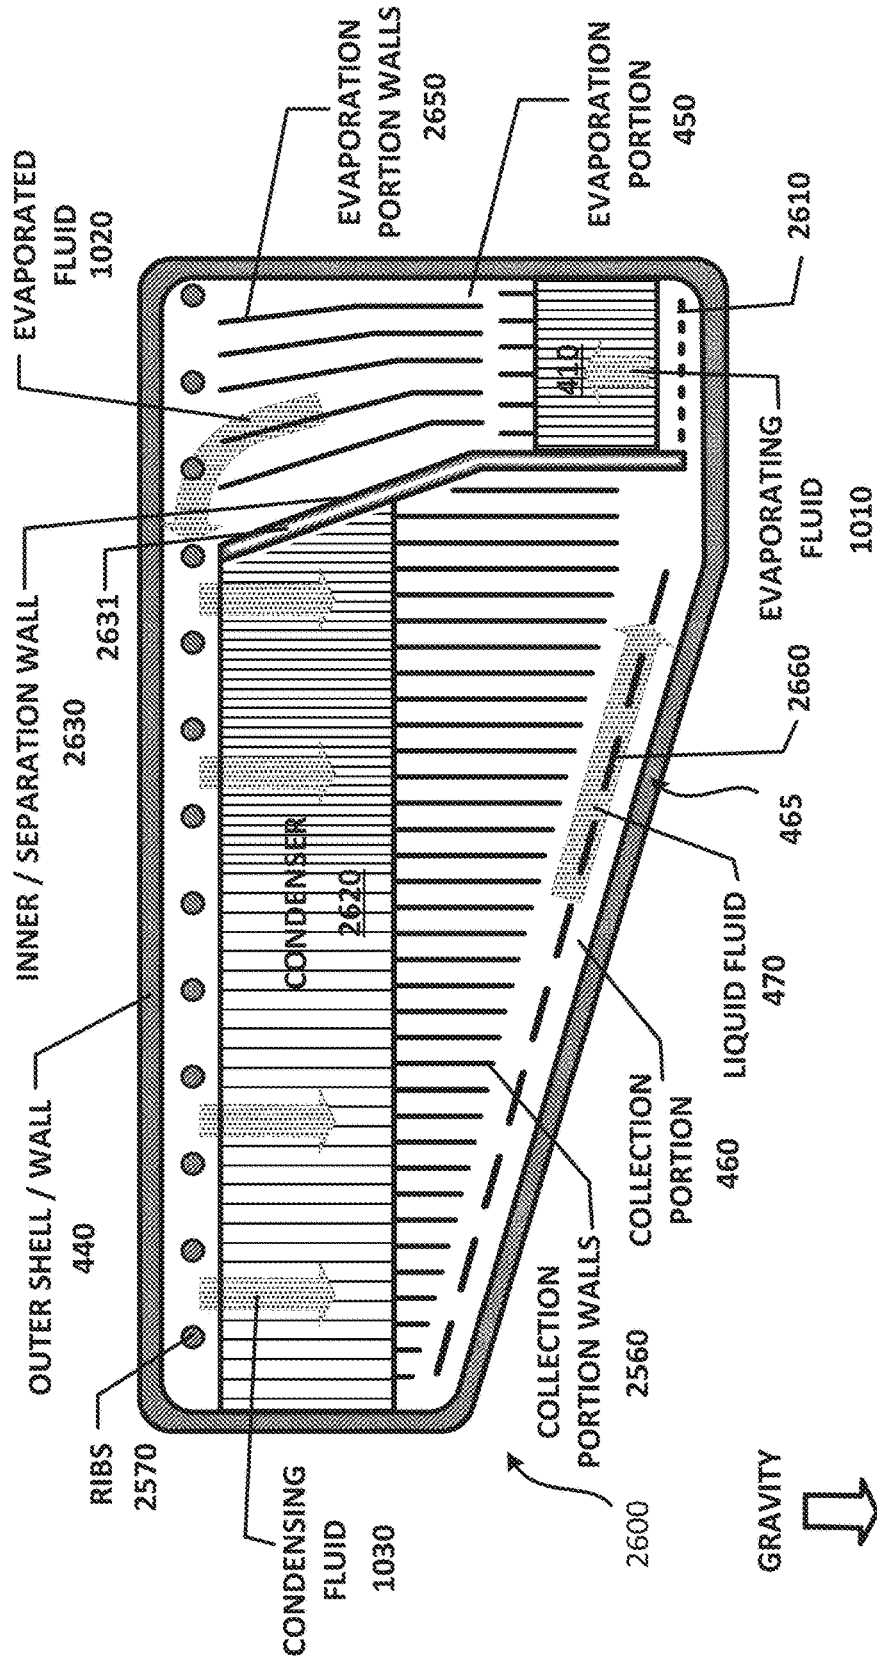 OUTER SHELL / WALL
440
INNER / SEPARATION WALL
2630
2631
EVAPORATED
FLUID
1020
EVAPORATION
PORTION WALLS
2650
EVAPORATION
PORTION
450
2610
RIBS
2570
CONDENSING
FLUID
1030
CONDENSER
2620
410
EVAPORATING
FLUID
1010
2660
465
LIQUID FLUID
470
COLLECTION
PORTION
460
COLLECTION
PORTION WALLS
2560
2600
GRAVITY